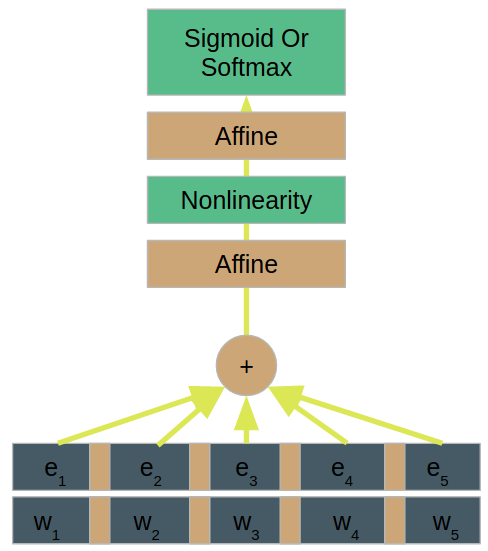 Sigmoid Or
Softmax
Affine
Nonlinearity
Affine
+
e1 e2 e3 e4 e5
w1 w2 w3 w4 w5